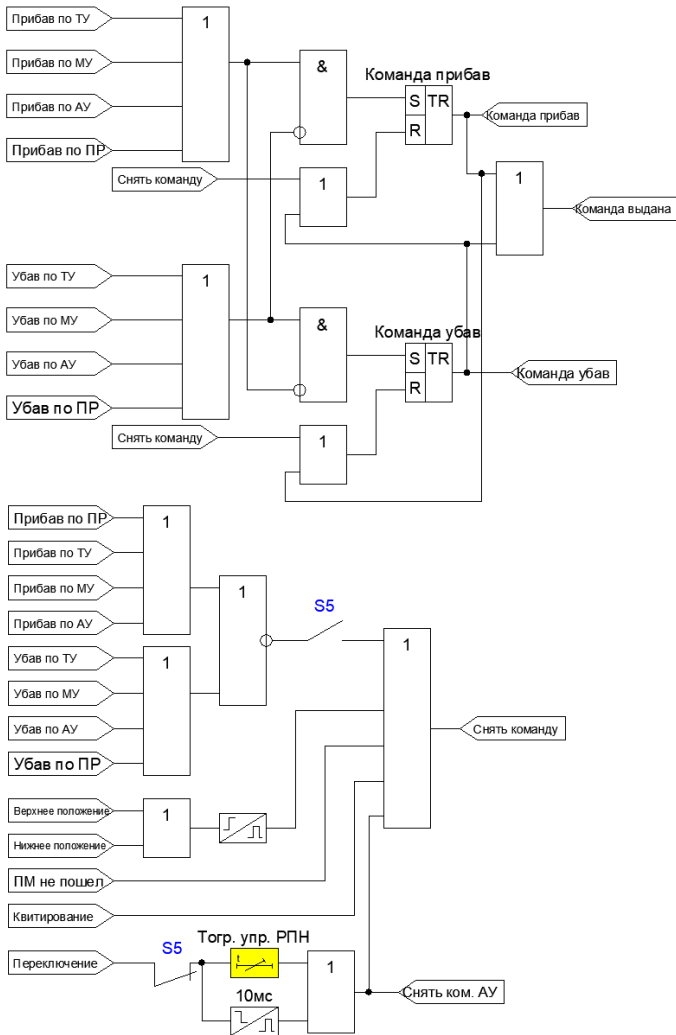 Прибав по ТУ
1
Прибав по МУ
&
Команда прибав
Прибав по АУ
S TR
Команда прибав
R
Прибав по ПР
Снять команду
1
1
Команда выдана
Убав по ТУ
1
Убав по МУ
&
Команда убав
Убав по АУ
S TR
Команда убав
R
Убав по ПР
Снять команду
1
Прибав по ПР
1
Прибав по ТУ
Прибав по МУ
1
S5
Прибав по АУ
1
Убав по ТУ
1
Убав по МУ
Убав по АУ
Снять команду
Убав по ПР
Верхнее положение
1
Нижнее положение
ПМ не пошел
Квитирование
Тогр. упр. РПН
S5
Переключение
t
1
10мс
Снять ком. АУ